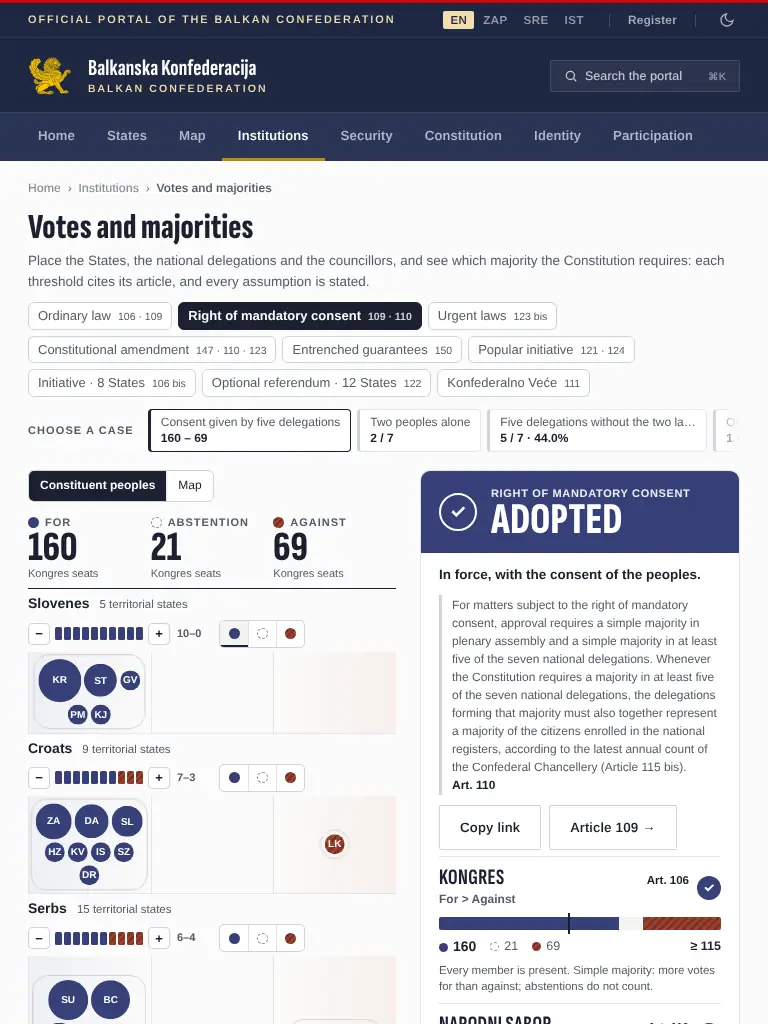 OFFICIAL PORTAL OF THE BALKAN CONFEDERATION
EN ZAP SRE IST Register
Balkanska Konfederacija
BALKAN CONFEDERATION
Search the portal ⌘K
Home States Map Institutions Security Constitution Identity Participation
Home › Institutions › Votes and majorities
Votes and majorities
Place the States, the national delegations and the councillors, and see which majority the Constitution requires: each
threshold cites its article, and every assumption is stated.
Ordinary law 106 · 109 Right of mandatory consent 109 · 110 Urgent laws 123 bis
Constitutional amendment 147 · 110 · 123 Entrenched guarantees 150 Popular initiative 121 · 124
Initiative · 8 States 106 bis Optional referendum · 12 States 122 Konfederalno Veće 111
CHOOSE A CASE
Consent given by five delegations
160 – 69
Two peoples alone
2 / 7
Five delegations without the two la…
5 / 7 · 44.0%
Constituent peoples Map
FOR ABSTENTION AGAINST
160 21 69
Kongres seats Kongres seats Kongres seats
Slovenes 5 territorial states
− + 10–0
KR ST GV
PM KJ
Croats 9 territorial states
− + 7–3
ZA DA SL
HZ KV IS SZ
DR
LK
Serbs 15 territorial states
− + 6–4
SU BC
RIGHT OF MANDATORY CONSENT
ADOPTED
In force, with the consent of the peoples.
For matters subject to the right of mandatory
consent, approval requires a simple majority in
plenary assembly and a simple majority in at least
five of the seven national delegations. Whenever
the Constitution requires a majority in at least five
of the seven national delegations, the delegations
forming that majority must also together represent
a majority of the citizens enrolled in the national
registers, according to the latest annual count of
the Confederal Chancellery (Article 115 bis).
Art. 110
Copy link Article 109 →
KONGRES Art. 106
For > Against
160 21 69 ≥ 115
Every member is present. Simple majority: more votes
for than against; abstentions do not count.
NARODNI SABOR